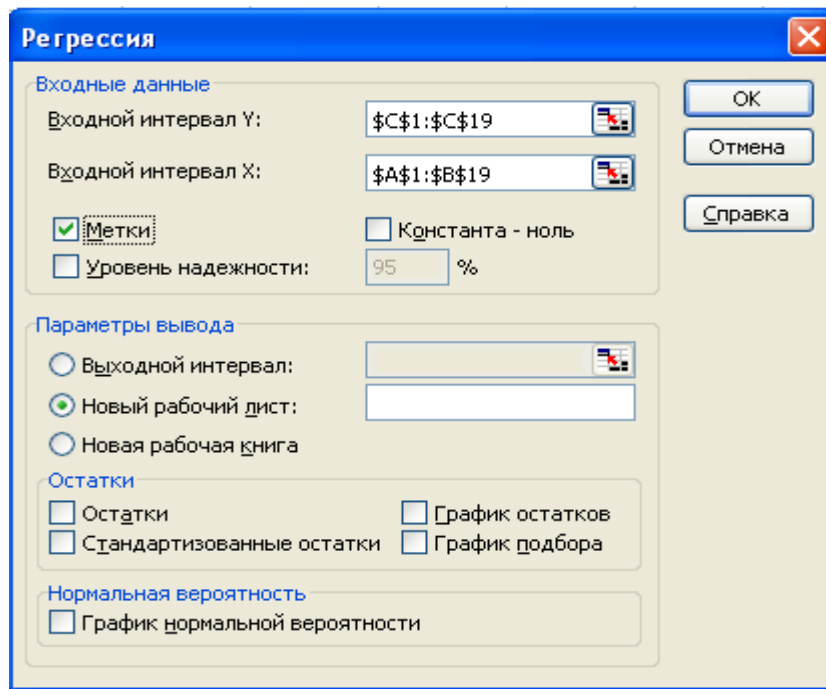 Регрессия
Входные данные
Входной интервал Y: $C$1:$C$19
Входной интервал X: $A$1:$B$19
Метки Константа - ноль
Уровень надежности: 95 %
OK
Отмена
Справка
Параметры вывода
Выходной интервал:
Новый рабочий лист:
Новая рабочая книга
Остатки
Остатки График остатков
Стандартизованные остатки График подбора
Нормальная вероятность
График нормальной вероятности